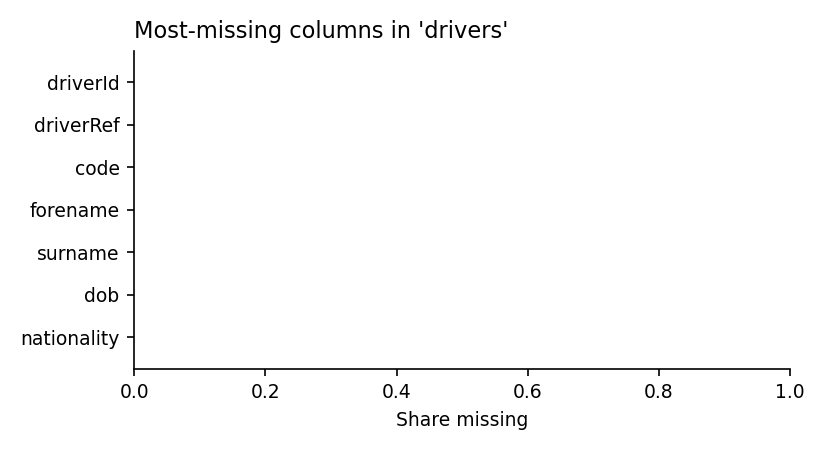 Most-missing columns in 'drivers'
driverId
driverRef
code
forename
surname
dob
nationality
0.0 0.2 0.4 0.6 0.8 1.0
Share missing